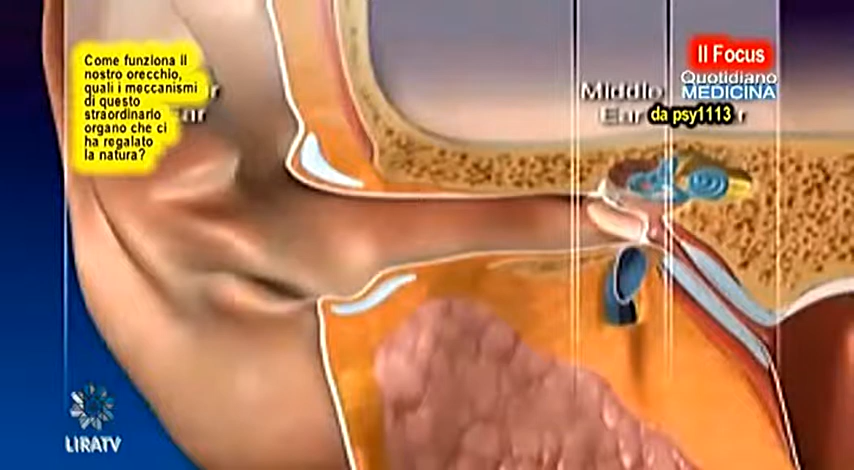 Come funziona il
nostro orecchio,
quali i meccanismi
di questo
straordinario
organo che ci
ha regalato
la natura?
Il Focus
Quotidiano
MEDICINA
Middle
Ear
da psy1113
LIRATV